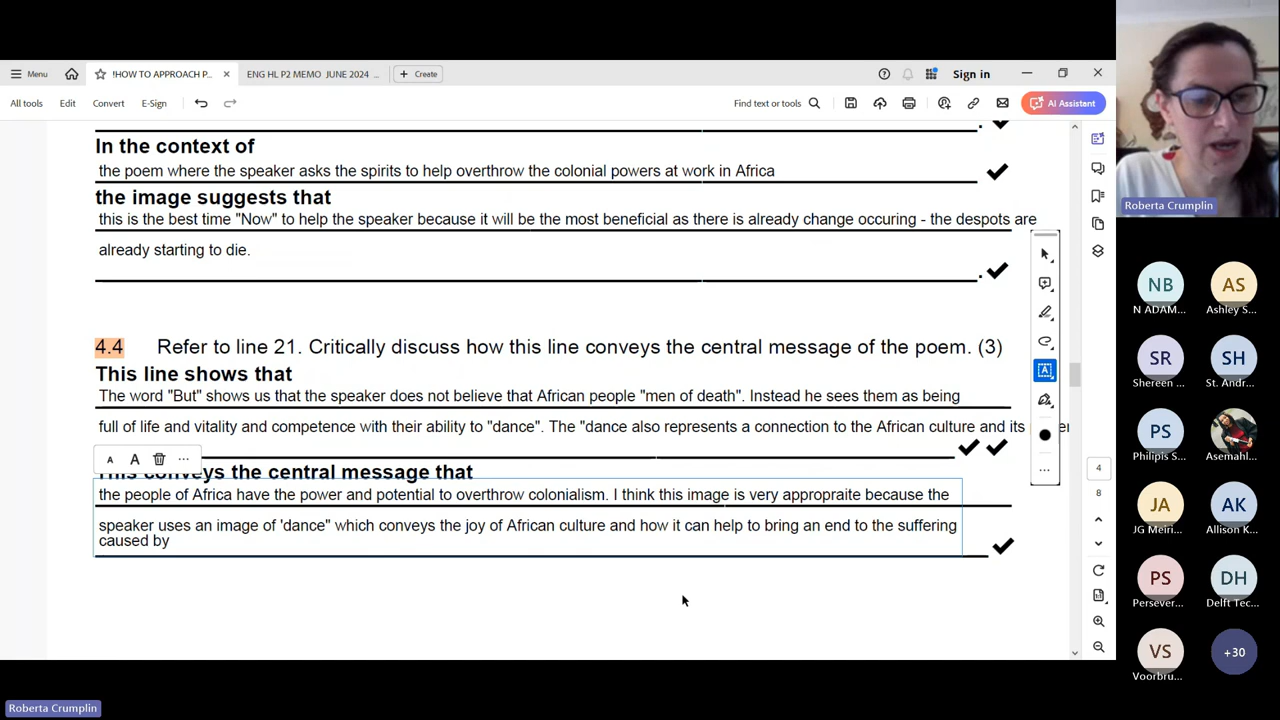 Menu
!HOW TO APPROACH P...
ENG HL P2 MEMO JUNE 2024 ...
Create
Sign in
All tools
Edit
Convert
E-Sign
Find text or tools
AI Assistant
In the context of
the poem where the speaker asks the spirits to help overthrow the colonial powers at work in Africa
the image suggests that
this is the best time "Now" to help the speaker because it will be the most beneficial as there is already change occuring - the despots are
already starting to die.
4.4 Refer to line 21. Critically discuss how this line conveys the central message of the poem. (3)
This line shows that
The word "But" shows us that the speaker does not believe that African people "men of death". Instead he sees them as being
full of life and vitality and competence with their ability to "dance". The "dance also represents a connection to the African culture and its
A A ...
This conveys the central message that
the people of Africa have the power and potential to overthrow colonialism. I think this image is very appropraite because the
speaker uses an image of 'dance" which conveys the joy of African culture and how it can help to bring an end to the suffering
caused by
4
8
Roberta Crumplin
NB
AS
N ADAM...
Ashley S...
SR
SH
Shereen ...
St. Andr...
PS
Philipis S...
Asemahl...
JA
AK
JG Meiri...
Allison K...
PS
DH
Persever...
Delft Tec...
VS
+30
Voorbru...
Roberta Crumplin